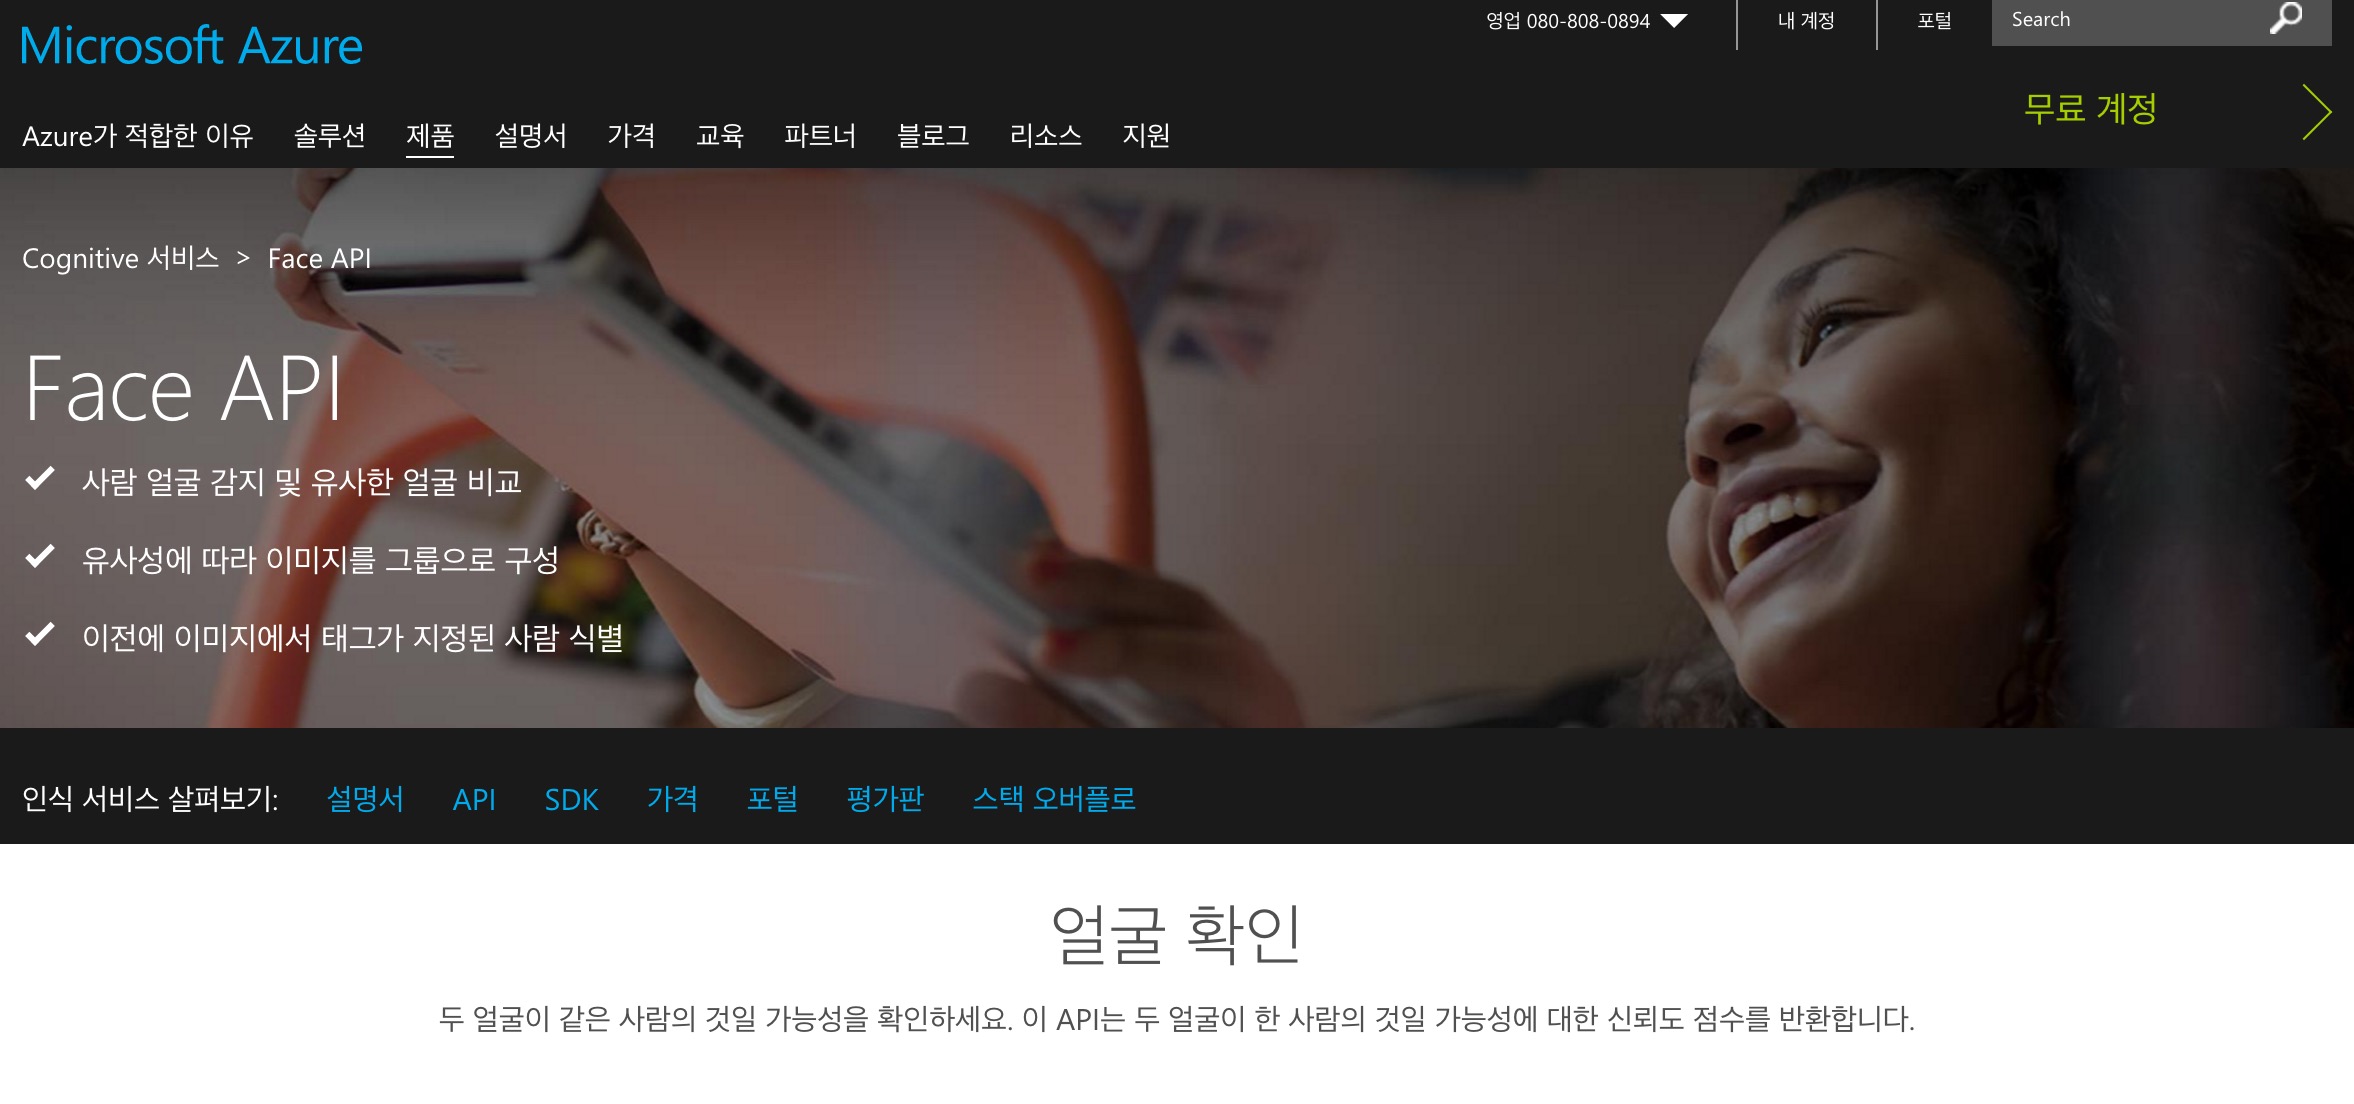 Microsoft Azure
영업 080-808-0894
내 계정
포털
Search
Azure가 적합한 이유 솔루션 제품 설명서 가격 교육 파트너 블로그 리소스 지원
무료 계정
Cognitive 서비스 > Face API
Face API
사람 얼굴 감지 및 유사한 얼굴 비교
유사성에 따라 이미지를 그룹으로 구성
이전에 이미지에서 태그가 지정된 사람 식별
인식 서비스 살펴보기: 설명서 API SDK 가격 포털 평가판 스택 오버플로
얼굴 확인
두 얼굴이 같은 사람의 것일 가능성을 확인하세요. 이 API는 두 얼굴이 한 사람의 것일 가능성에 대한 신뢰도 점수를 반환합니다.